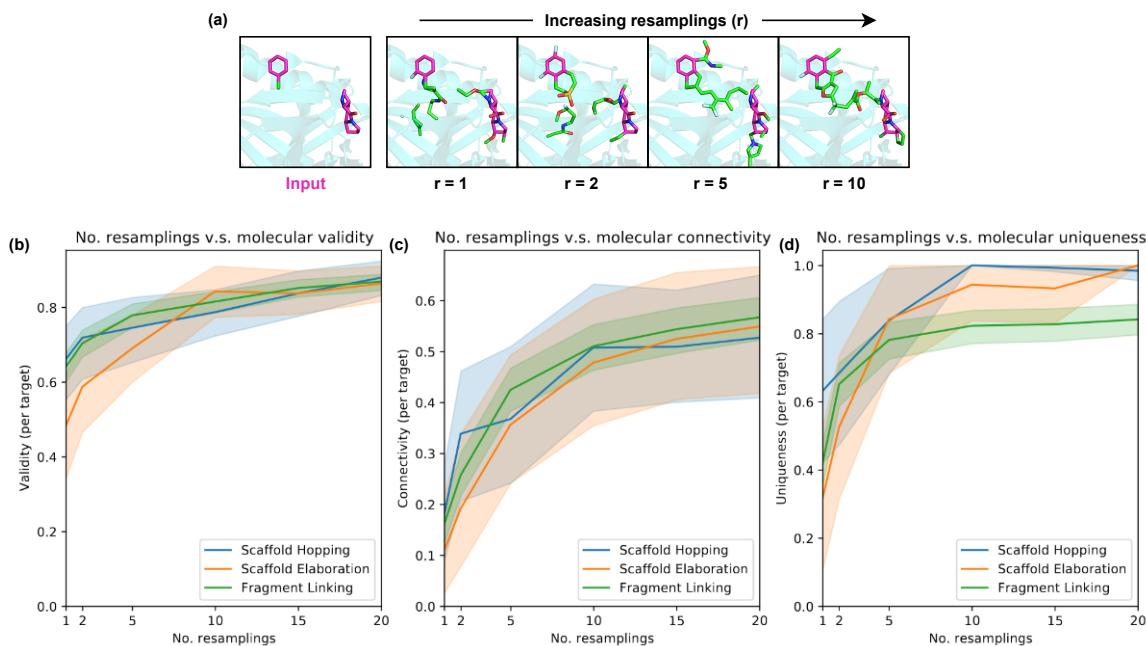 (a)
Increasing resamplings (r)
Input
r = 1
r = 2
r = 5
r = 10
(b)
No. resamplings v.s. molecular validity
Validity (per target)
0.8
0.6
0.4
0.2
0.0
1 2 5 10 15 20
No. resamplings
Scaffold Hopping
Scaffold Elaboration
Fragment Linking
(c)
No. resamplings v.s. molecular connectivity
Connectivity (per target)
0.6
0.5
0.4
0.3
0.2
0.1
0.0
1 2 5 10 15 20
No. resamplings
Scaffold Hopping
Scaffold Elaboration
Fragment Linking
(d)
No. resamplings v.s. molecular uniqueness
Uniqueness (per target)
1.0
0.8
0.6
0.4
0.2
0.0
1 2 5 10 15 20
No. resamplings
Scaffold Hopping
Scaffold Elaboration
Fragment Linking